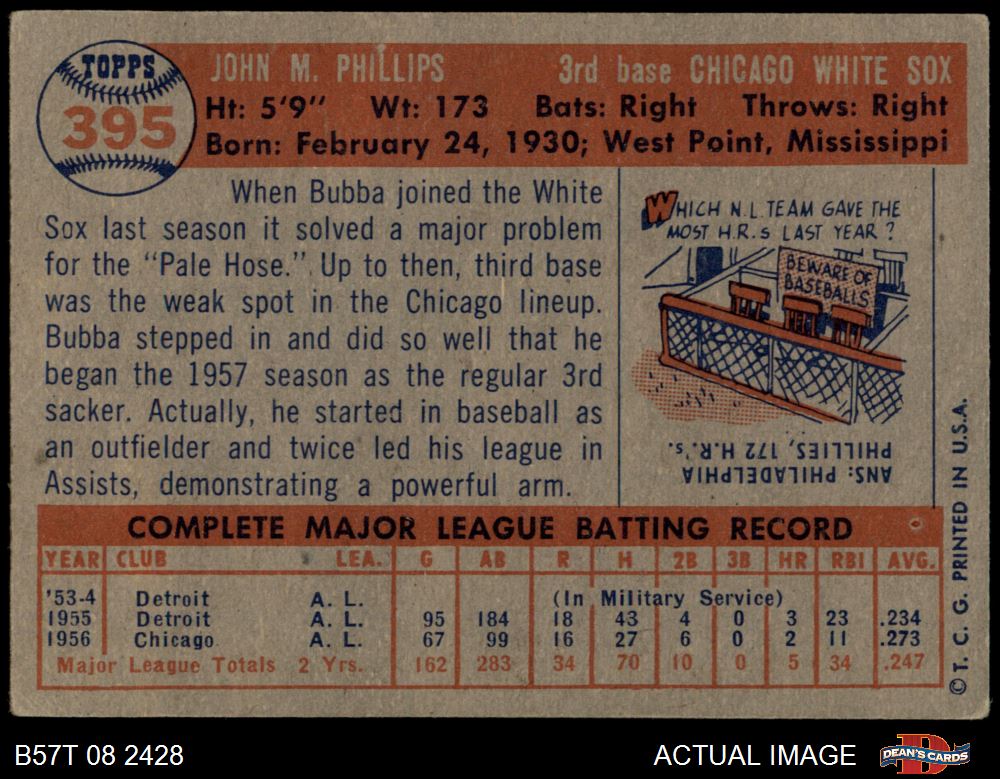 TOPPS
395
JOHN M. PHILLIPS 3rd base CHICAGO WHITE SOX
Ht: 5'9" Wt: 173 Bats: Right Throws: Right
Born: February 24, 1930; West Point, Mississippi
When Bubba joined the White
Sox last season it solved a major problem
for the "Pale Hose." Up to then, third base
was the weak spot in the Chicago lineup.
Bubba stepped in and did so well that he
began the 1957 season as the regular 3rd
sacker. Actually, he started in baseball as
an outfielder and twice led his league in
Assists, demonstrating a powerful arm.
WHICH N.L. TEAM GAVE THE
MOST H.R.s LAST YEAR?
BEWARE OF
BASEBALLS
ANS: PHILADELPHIA
PHILLIES, 172 H.R.'s.
COMPLETE MAJOR LEAGUE BATTING RECORD
YEAR CLUB LEA. G AB R H 2B 3B HR RBI AVG.
'53-4 Detroit A. L. (In Military Service)
1955 Detroit A. L. 95 184 18 43 4 0 3 23 .234
1956 Chicago A. L. 67 99 16 27 6 0 2 11 .273
Major League Totals 2 Yrs. 162 283 34 70 10 0 5 34 .247
© T. C. G. PRINTED IN U.S.A.
B57T 08 2428 ACTUAL IMAGE DEAN'S CARDS